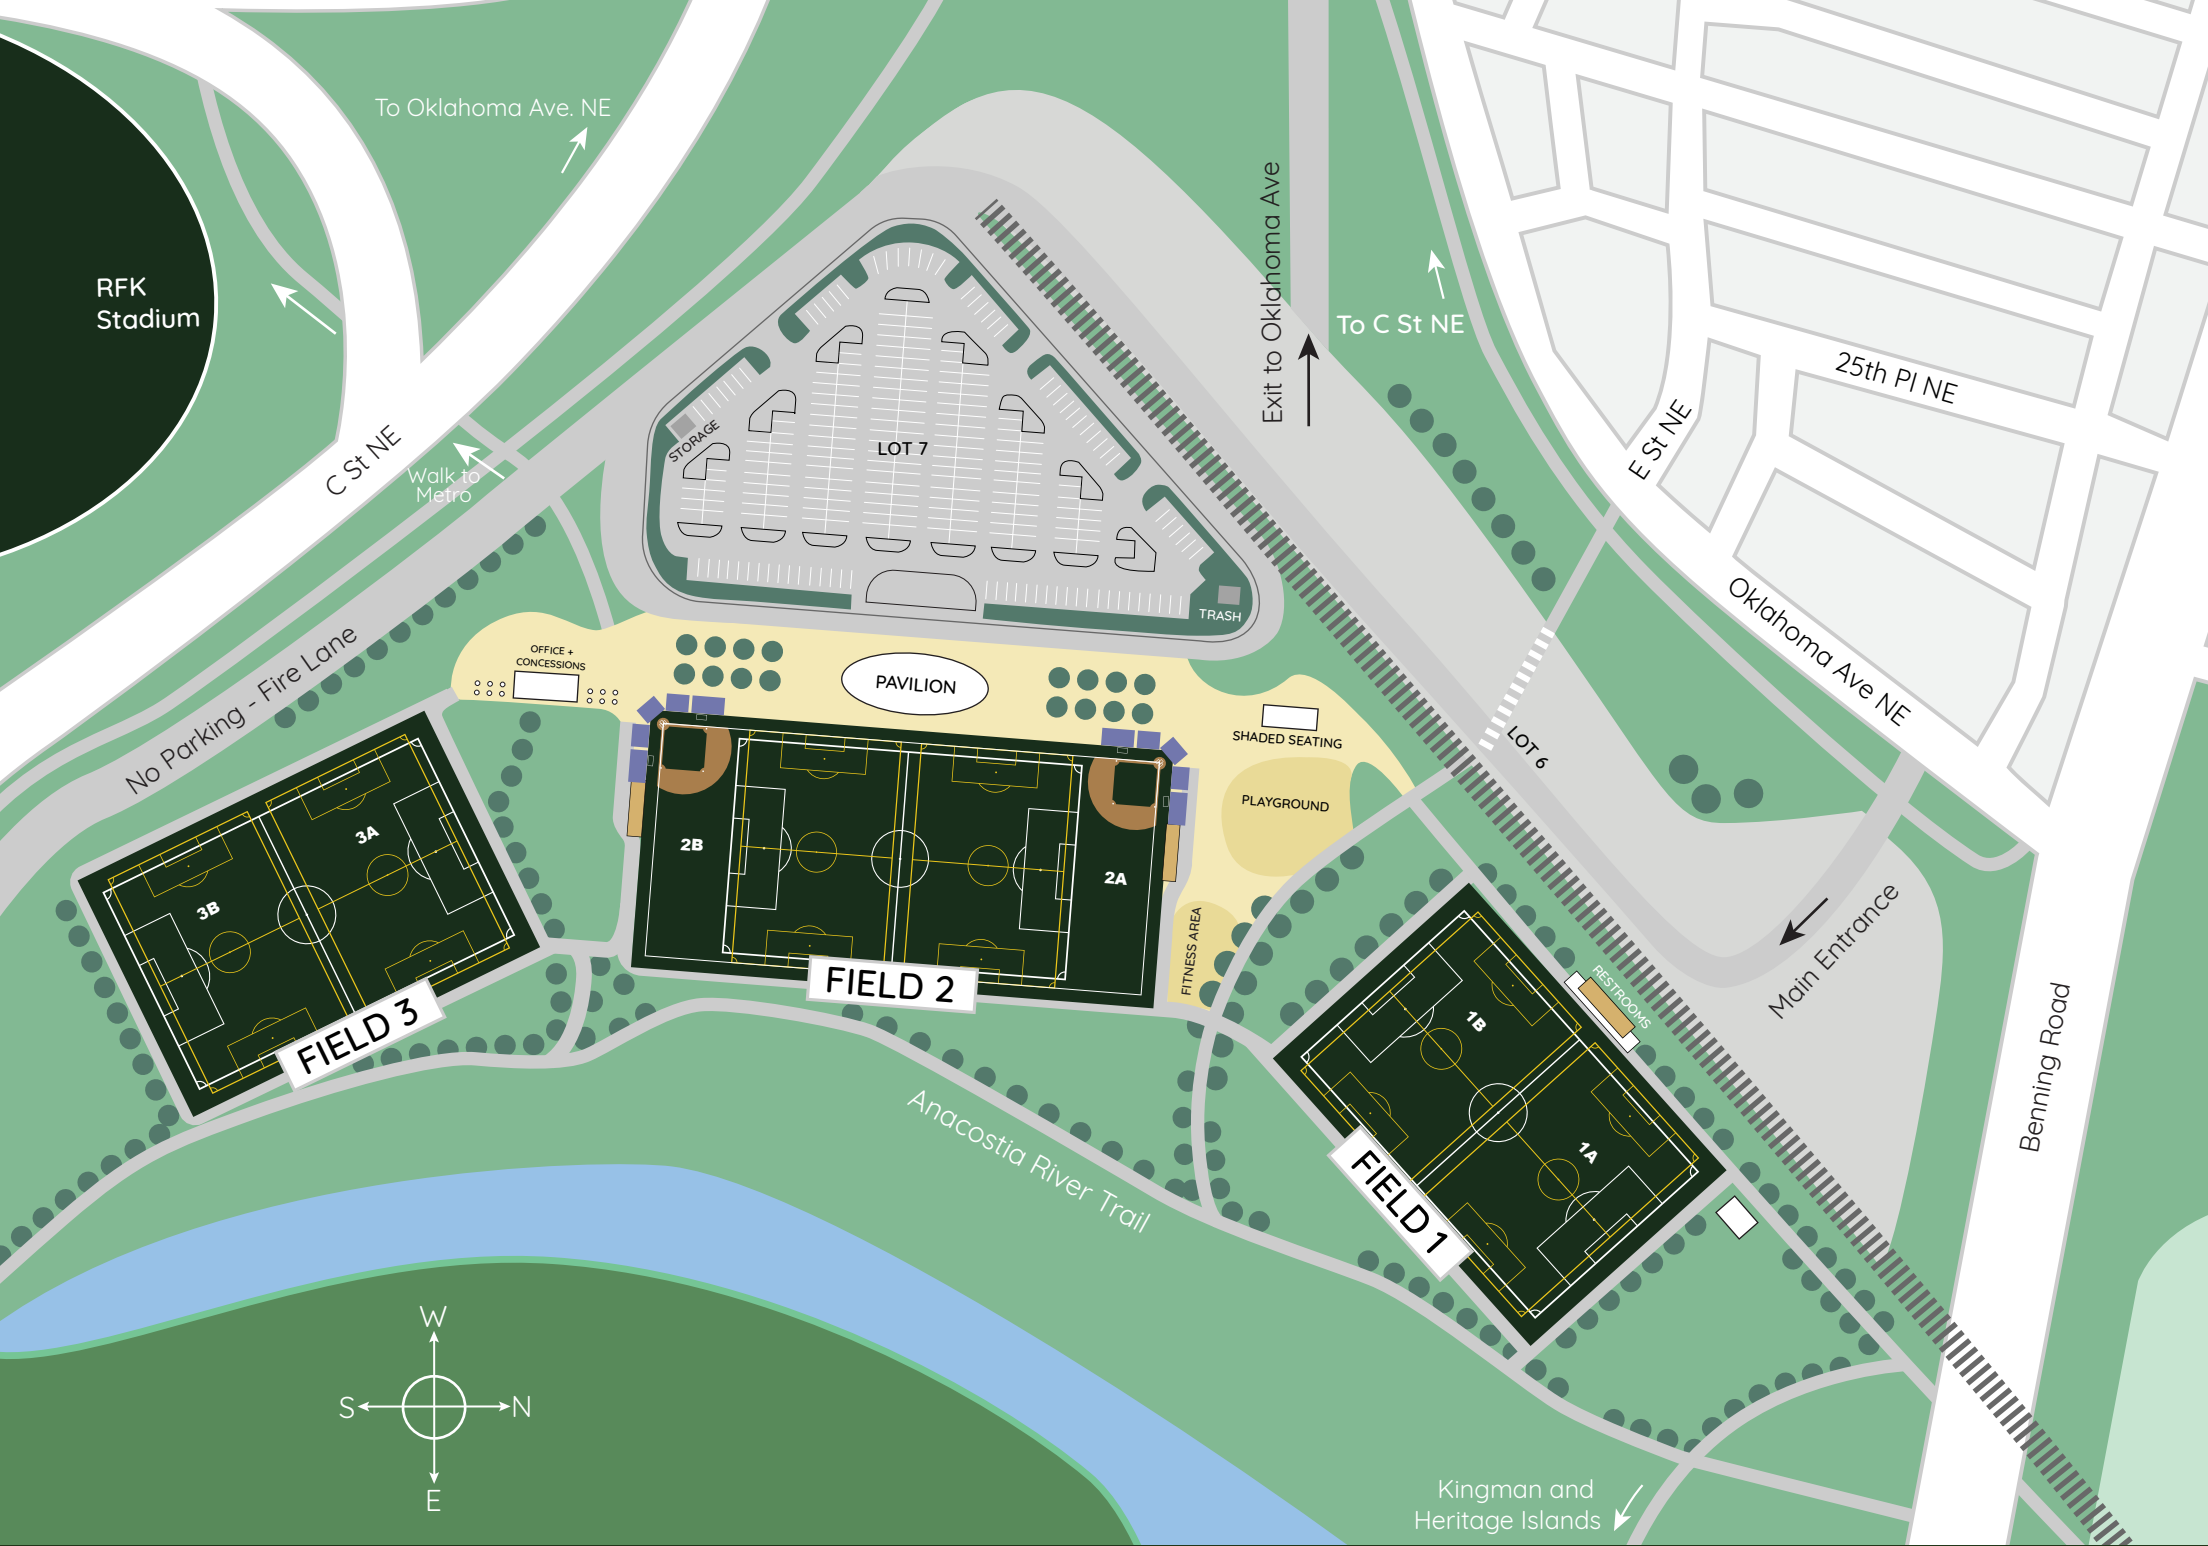 To Oklahoma Ave. NE
RFK
Stadium
C St NE
Walk to
Metro
No Parking - Fire Lane
STORAGE
LOT 7
TRASH
Exit to Oklahoma Ave
To C St NE
25th Pl NE
E St NE
Oklahoma Ave NE
LOT 6
Main Entrance
Benning Road
OFFICE +
CONCESSIONS
PAVILION
SHADED SEATING
PLAYGROUND
FITNESS AREA
RESTROOMS
3A
3B
FIELD 3
2B
2A
FIELD 2
1B
1A
FIELD 1
Anacostia River Trail
W
S
N
E
Kingman and
Heritage Islands